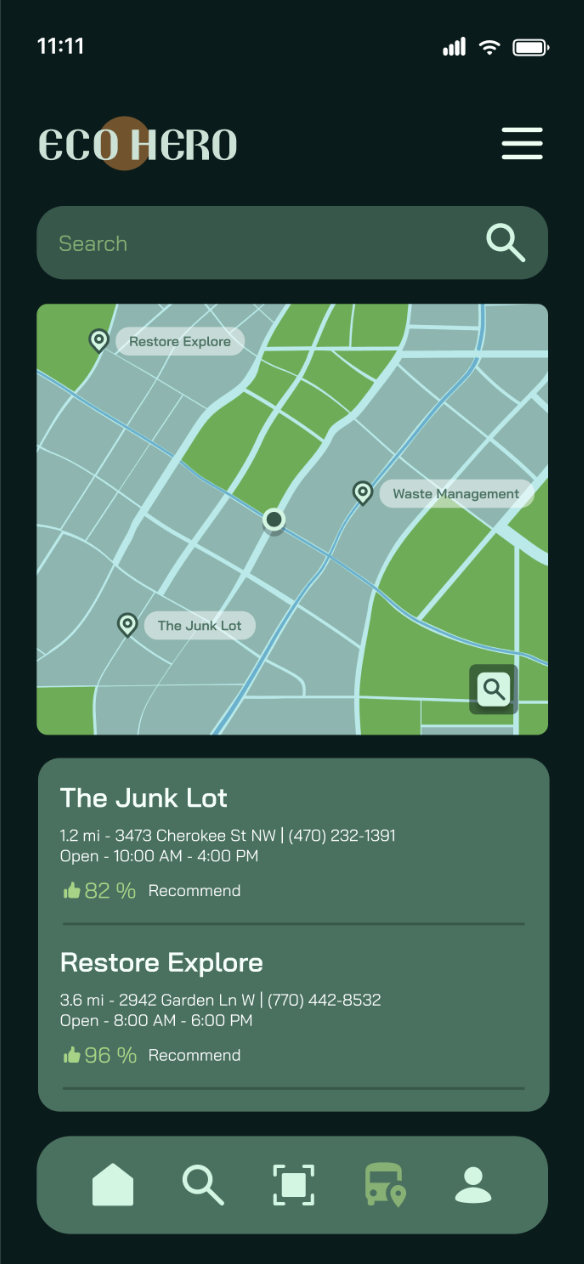 11:11
ECO HERO
Search
Restore Explore
Waste Management
The Junk Lot
The Junk Lot
1.2 mi - 3473 Cherokee St NW | (470) 232-1391
Open - 10:00 AM - 4:00 PM
82 % Recommend
Restore Explore
3.6 mi - 2942 Garden Ln W | (770) 442-8532
Open - 8:00 AM - 6:00 PM
96 % Recommend